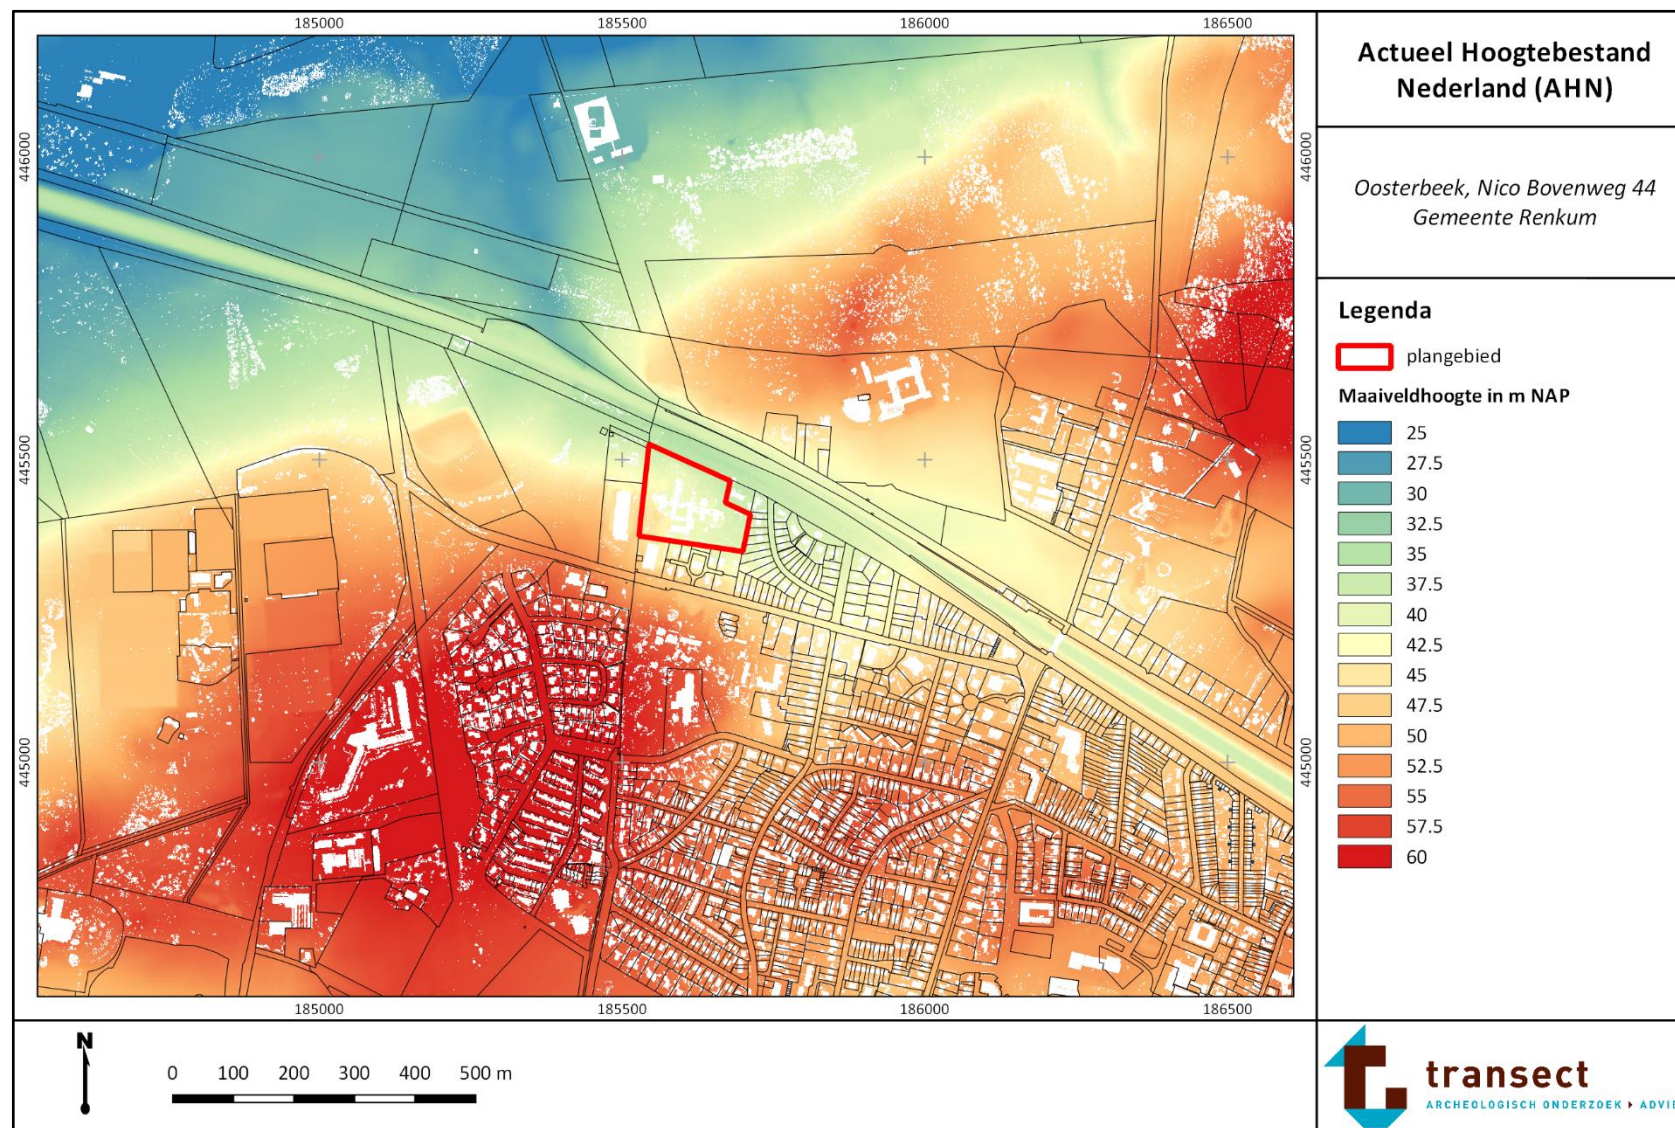 185000 185500 186000 186500
446000 446000
445500 445500
445000 445000
185000 185500 186000 186500
Actueel Hoogtebestand
Nederland (AHN)
Oosterbeek, Nico Bovenweg 44
Gemeente Renkum
Legenda
plangebied
Maaiveldhoogte in m NAP
25
27.5
30
32.5
35
37.5
40
42.5
45
47.5
50
52.5
55
57.5
60
N
0 100 200 300 400 500 m
transect
ARCHEOLOGISCH ONDERZOEK ▸ ADVIE